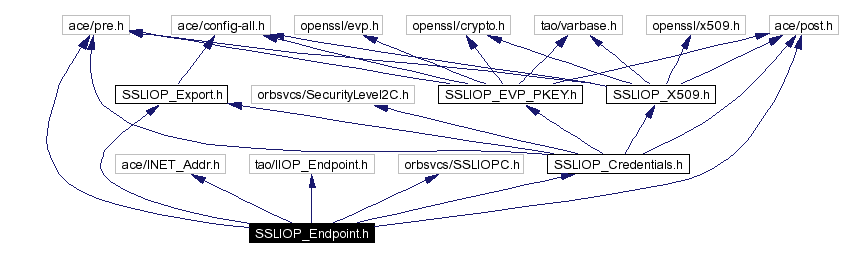 ace/pre.h
ace/config-all.h
openssl/evp.h
openssl/crypto.h
tao/varbase.h
openssl/x509.h
ace/post.h
SSLIOP_Export.h
orbsvcs/SecurityLevel2C.h
SSLIOP_EVP_PKEY.h
SSLIOP_X509.h
ace/INET_Addr.h
tao/IIOP_Endpoint.h
orbsvcs/SSLIOPC.h
SSLIOP_Credentials.h
SSLIOP_Endpoint.h